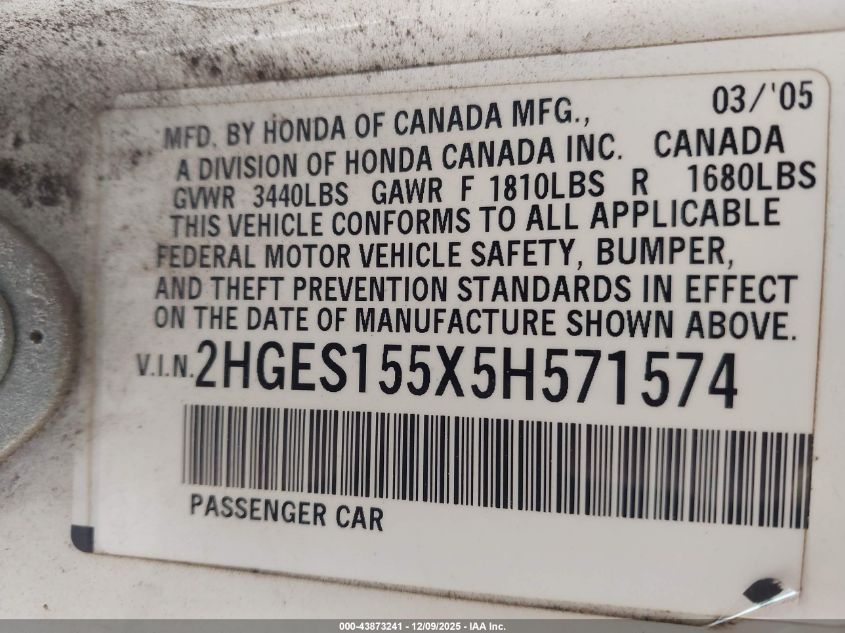 03/'05
MFD. BY HONDA OF CANADA MFG.,
A DIVISION OF HONDA CANADA INC. CANADA
GVWR 3440LBS GAWR F 1810LBS R 1680LBS
THIS VEHICLE CONFORMS TO ALL APPLICABLE
FEDERAL MOTOR VEHICLE SAFETY, BUMPER,
AND THEFT PREVENTION STANDARDS IN EFFECT
ON THE DATE OF MANUFACTURE SHOWN ABOVE.
V.I.N. 2HGES155X5H571574
PASSENGER CAR
000-43873241 - 12/09/2025 - IAA Inc.